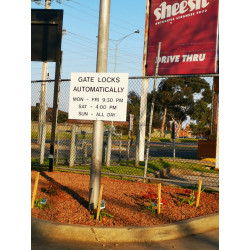 sheesh
DRIVE THRU
GATE LOCKS
AUTOMATICALLY
MON - FRI 9:30 PM
SAT - 4:00 PM
SUN - ALL DAY